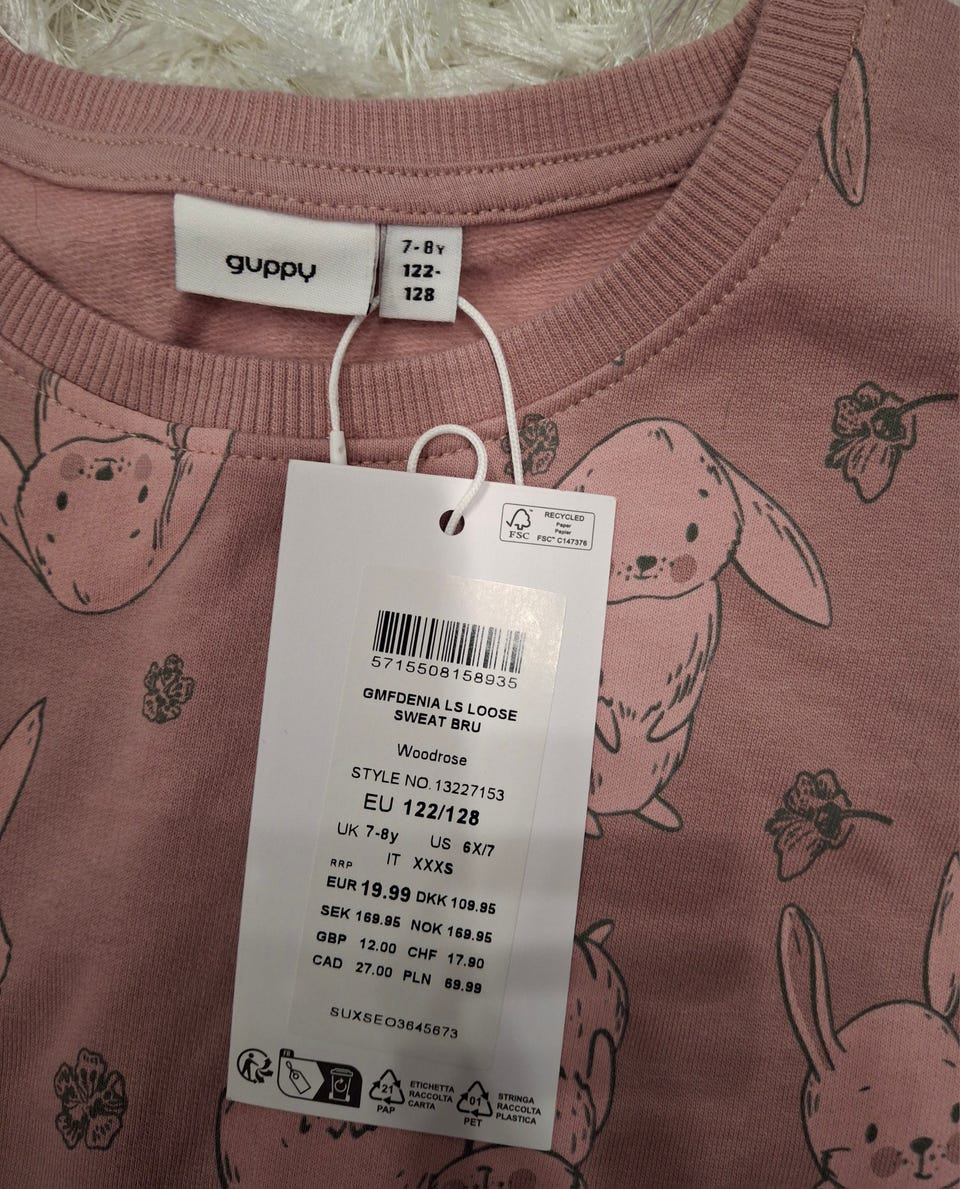 guppy
7-8Y
122-
128
FSC™
RECYCLED
Paper
Papier
FSC™ C147376
5715508158935
GMFDENIA LS LOOSE
SWEAT BRU
Woodrose
STYLE NO. 13227153
EU 122/128
UK 7-8y US 6X/7
IT XXXS
RRP
EUR 19.99 DKK 109.95
SEK 169.95 NOK 169.95
GBP 12.00 CHF 17.90
CAD 27.00 PLN 69.99
SUXSEO3645673
FR
21
PAP
ETICHETTA
RACCOLTA
CARTA
01
PET
STRINGA
RACCOLTA
PLASTICA